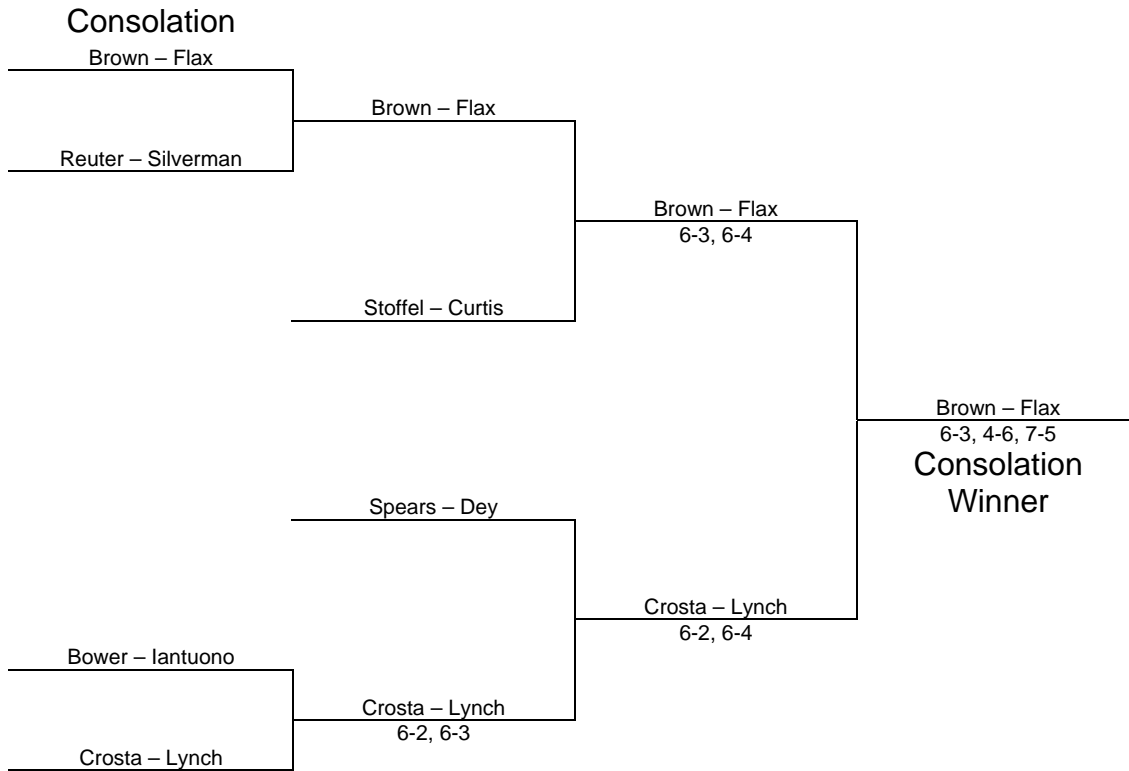 Consolation
Brown – Flax
Brown – Flax
Reuter – Silverman
Brown – Flax
6-3, 6-4
Stoffel – Curtis
Brown – Flax
6-3, 4-6, 7-5
Consolation
Winner
Spears – Dey
Crosta – Lynch
6-2, 6-4
Bower – Iantuono
Crosta – Lynch
6-2, 6-3
Crosta – Lynch